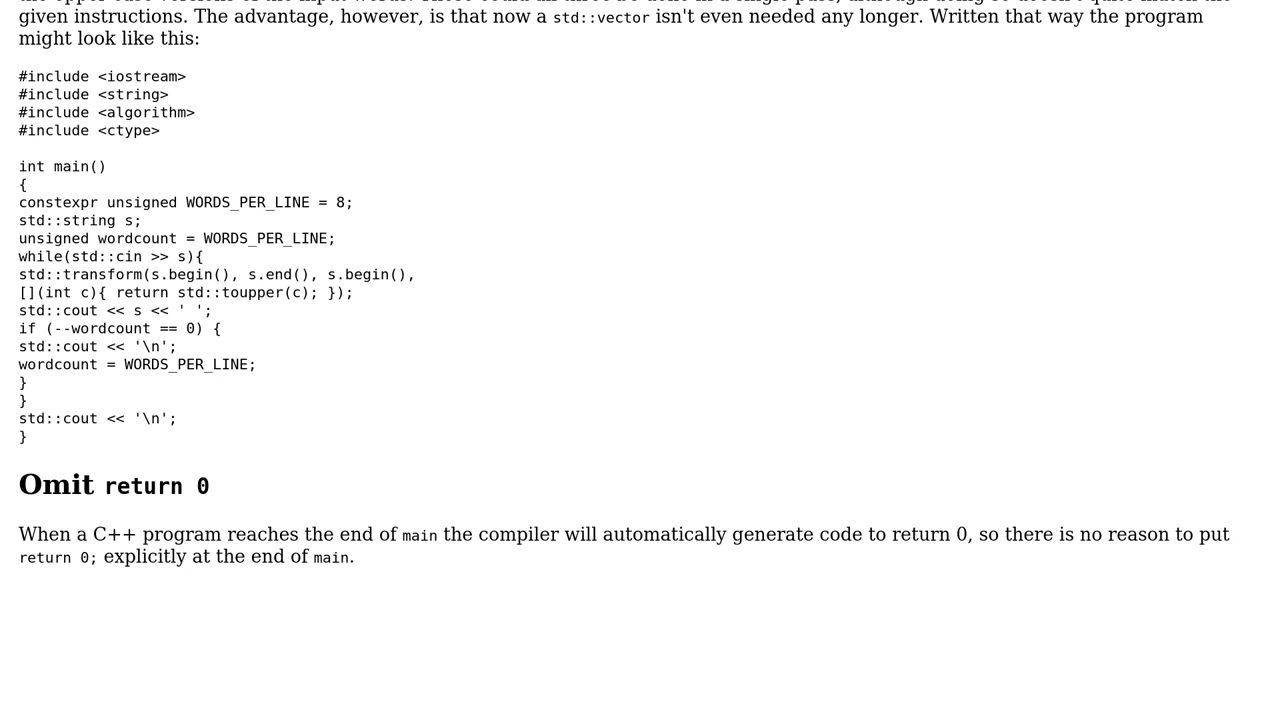 given instructions. The advantage, however, is that now a std::vector isn't even needed any longer. Written that way the program
might look like this:
#include <iostream>
#include <string>
#include <algorithm>
#include <ctype>
int main()
{
constexpr unsigned WORDS_PER_LINE = 8;
std::string s;
unsigned wordcount = WORDS_PER_LINE;
while(std::cin >> s){
std::transform(s.begin(), s.end(), s.begin(),
[](int c){ return std::toupper(c); });
std::cout << s << ' ';
if (--wordcount == 0) {
std::cout << '\n';
wordcount = WORDS_PER_LINE;
}
}
std::cout << '\n';
}
Omit return 0
When a C++ program reaches the end of main the compiler will automatically generate code to return 0, so there is no reason to put
return 0; explicitly at the end of main.